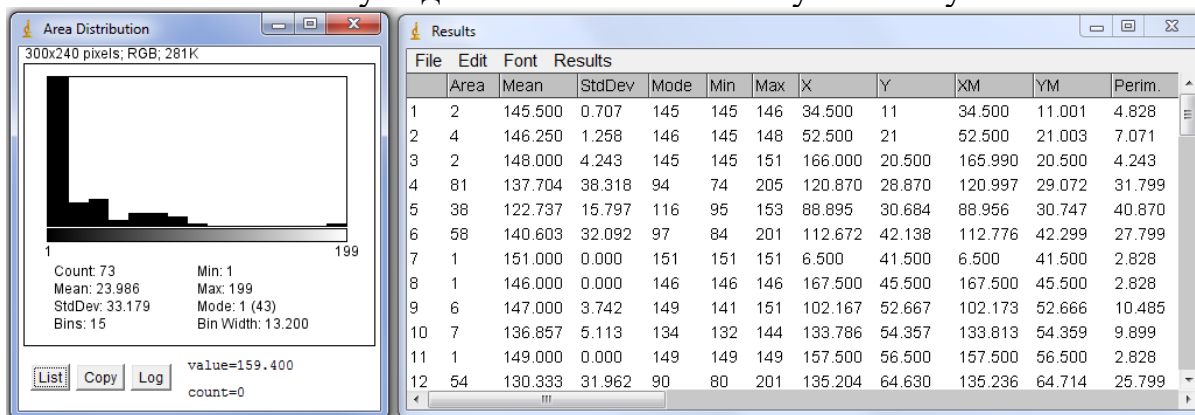 Area Distribution
300x240 pixels; RGB; 281K
1 199
Count: 73 Min: 1
Mean: 23.986 Max: 199
StdDev: 33.179 Mode: 1 (43)
Bins: 15 Bin Width: 13.200
List Copy Log
value=159.400
count=0
Results
File Edit Font Results
Area Mean StdDev Mode Min Max X Y XM YM Perim.
1 2 145.500 0.707 145 145 146 34.500 11 34.500 11.001 4.828
2 4 146.250 1.258 146 145 148 52.500 21 52.500 21.003 7.071
3 2 148.000 4.243 145 145 151 166.000 20.500 165.990 20.500 4.243
4 81 137.704 38.318 94 74 205 120.870 28.870 120.997 29.072 31.799
5 38 122.737 15.797 116 95 153 88.895 30.684 88.956 30.747 40.870
6 58 140.603 32.092 97 84 201 112.672 42.138 112.776 42.299 27.799
7 1 151.000 0.000 151 151 151 6.500 41.500 6.500 41.500 2.828
8 1 146.000 0.000 146 146 146 167.500 45.500 167.500 45.500 2.828
9 6 147.000 3.742 149 141 151 102.167 52.667 102.173 52.666 10.485
10 7 136.857 5.113 134 132 144 133.786 54.357 133.813 54.359 9.899
11 1 149.000 0.000 149 149 149 157.500 56.500 157.500 56.500 2.828
12 54 130.333 31.962 90 80 201 135.204 64.630 135.236 64.714 25.799